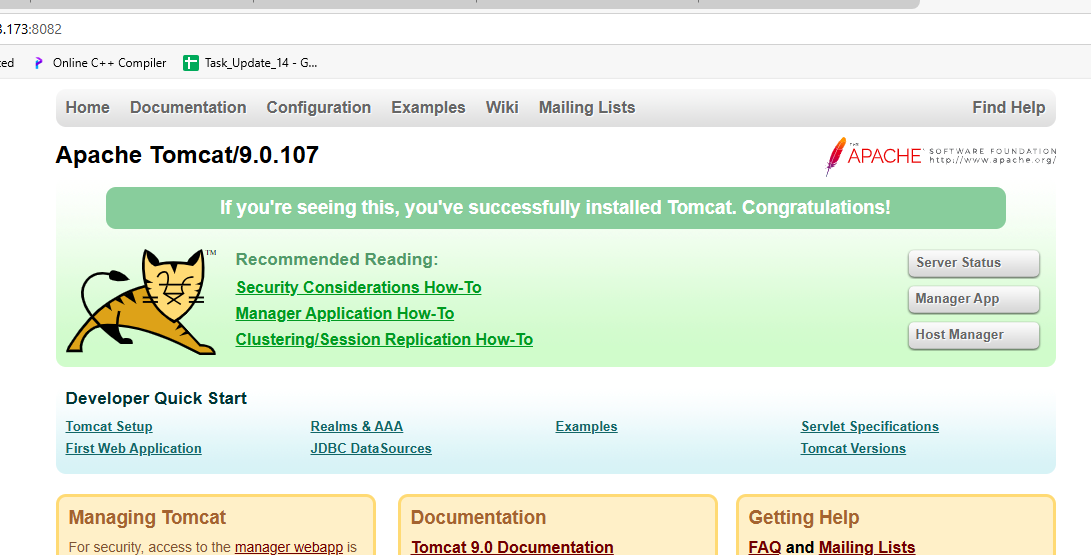 3.173:8082
ted Online C++ Compiler Task_Update_14 - G...
Home Documentation Configuration Examples Wiki Mailing Lists Find Help
Apache Tomcat/9.0.107
THE APACHE SOFTWARE FOUNDATION
http://www.apache.org/
If you're seeing this, you've successfully installed Tomcat. Congratulations!
TM
Recommended Reading:
Security Considerations How-To
Manager Application How-To
Clustering/Session Replication How-To
Server Status
Manager App
Host Manager
Developer Quick Start
Tomcat Setup Realms & AAA Examples Servlet Specifications
First Web Application JDBC DataSources Tomcat Versions
Managing Tomcat
For security, access to the manager webapp is
Documentation
Tomcat 9.0 Documentation
Getting Help
FAQ and Mailing Lists